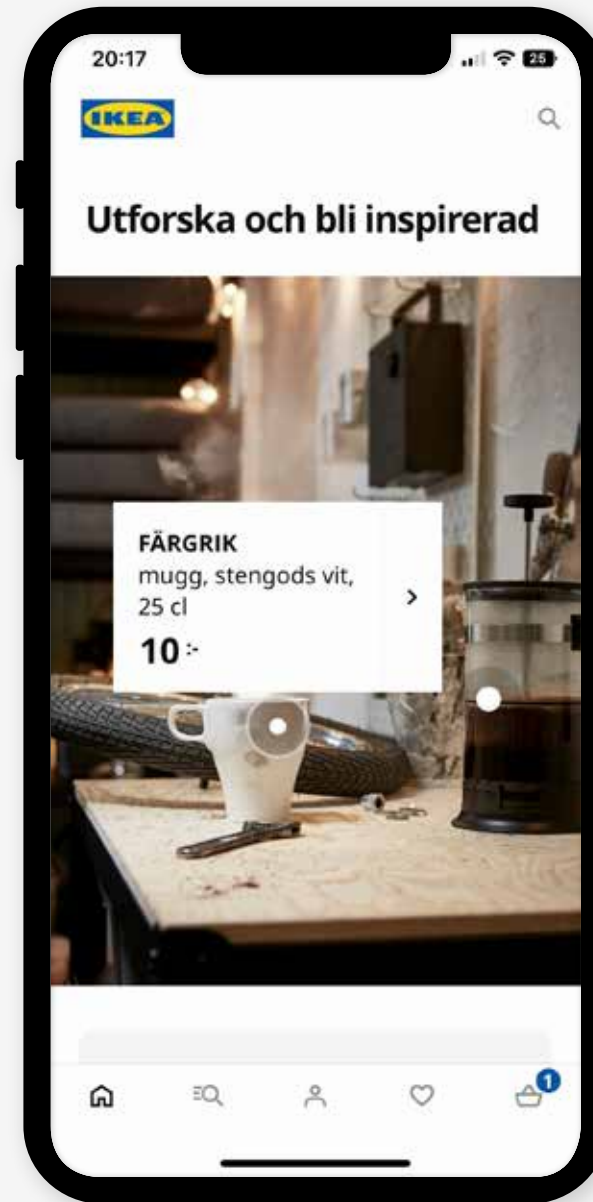 20:17
25
IKEA
Utforska och bli inspirerad
FÄRGRIK
mugg, stengods vit,
25 cl
10:-
1